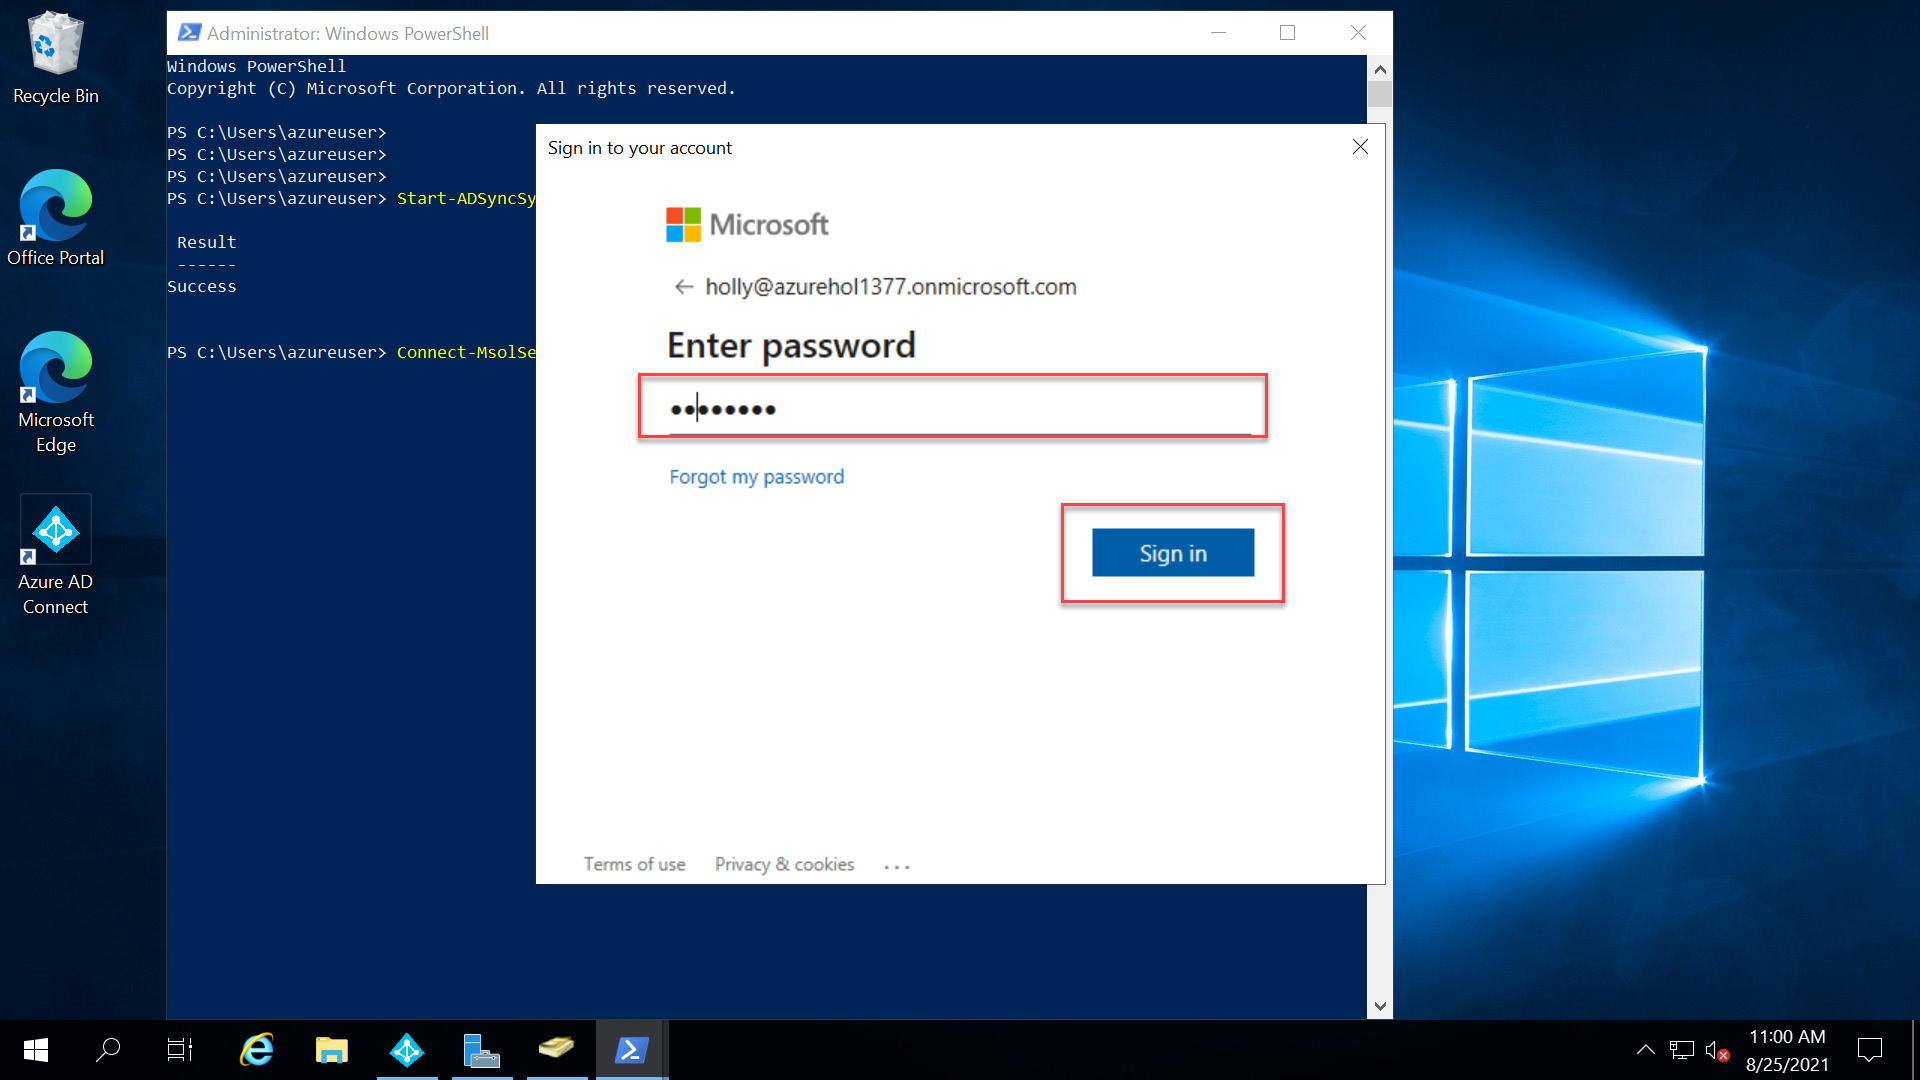 Recycle Bin
Office Portal
Microsoft
Edge
Azure AD
Connect
Administrator: Windows PowerShell
Windows PowerShell
Copyright (C) Microsoft Corporation. All rights reserved.
PS C:\Users\azureuser>
PS C:\Users\azureuser>
PS C:\Users\azureuser>
PS C:\Users\azureuser> Start-ADSyncSy
Result
------
Success
PS C:\Users\azureuser> Connect-MsolSe
Sign in to your account
Microsoft
← holly@azurehol1377.onmicrosoft.com
Enter password
••••••••
Forgot my password
Sign in
Terms of use Privacy & cookies ...
11:00 AM
8/25/2021